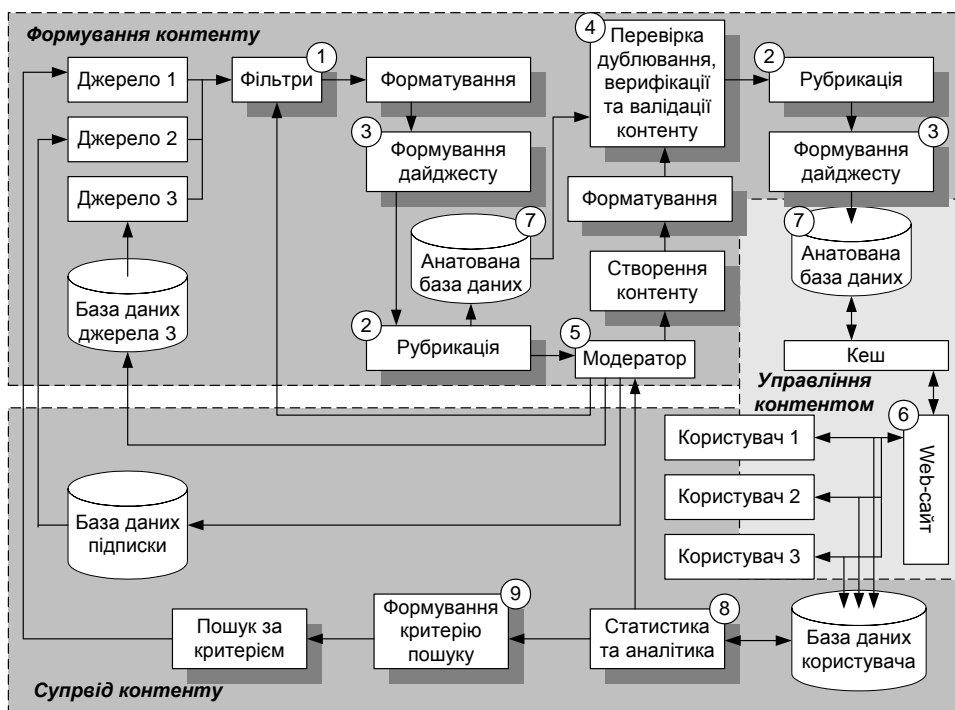 Формування контенту
Джерело 1
Джерело 2
Джерело 3
База даних
джерела 3
1
Фільтри
Форматування
3
Формування
дайджесту
7
Анатована
база даних
2
Рубрикація
5
Модератор
4
Перевірка
дублювання,
верифікації
та валідації
контенту
Форматування
Створення
контенту
2
Рубрикація
3
Формування
дайджесту
7
Анатована
база даних
Кеш
Управління
контентом
6
Web-сайт
Користувач 1
Користувач 2
Користувач 3
База даних
підписки
Пошук за
критерієм
9
Формування
критерію
пошуку
8
Статистика
та аналітика
База даних
користувача
Супрвід контенту